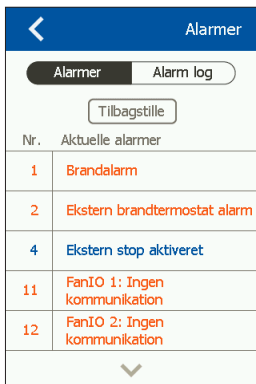 Alarmer
Alarmer Alarm log
Tilbagstille
Nr. Aktuelle alarmer
1 Brandalarm
2 Ekstern brandtermostat alarm
4 Ekstern stop aktiveret
11 FanIO 1: Ingen
kommunikation
12 FanIO 2: Ingen
kommunikation